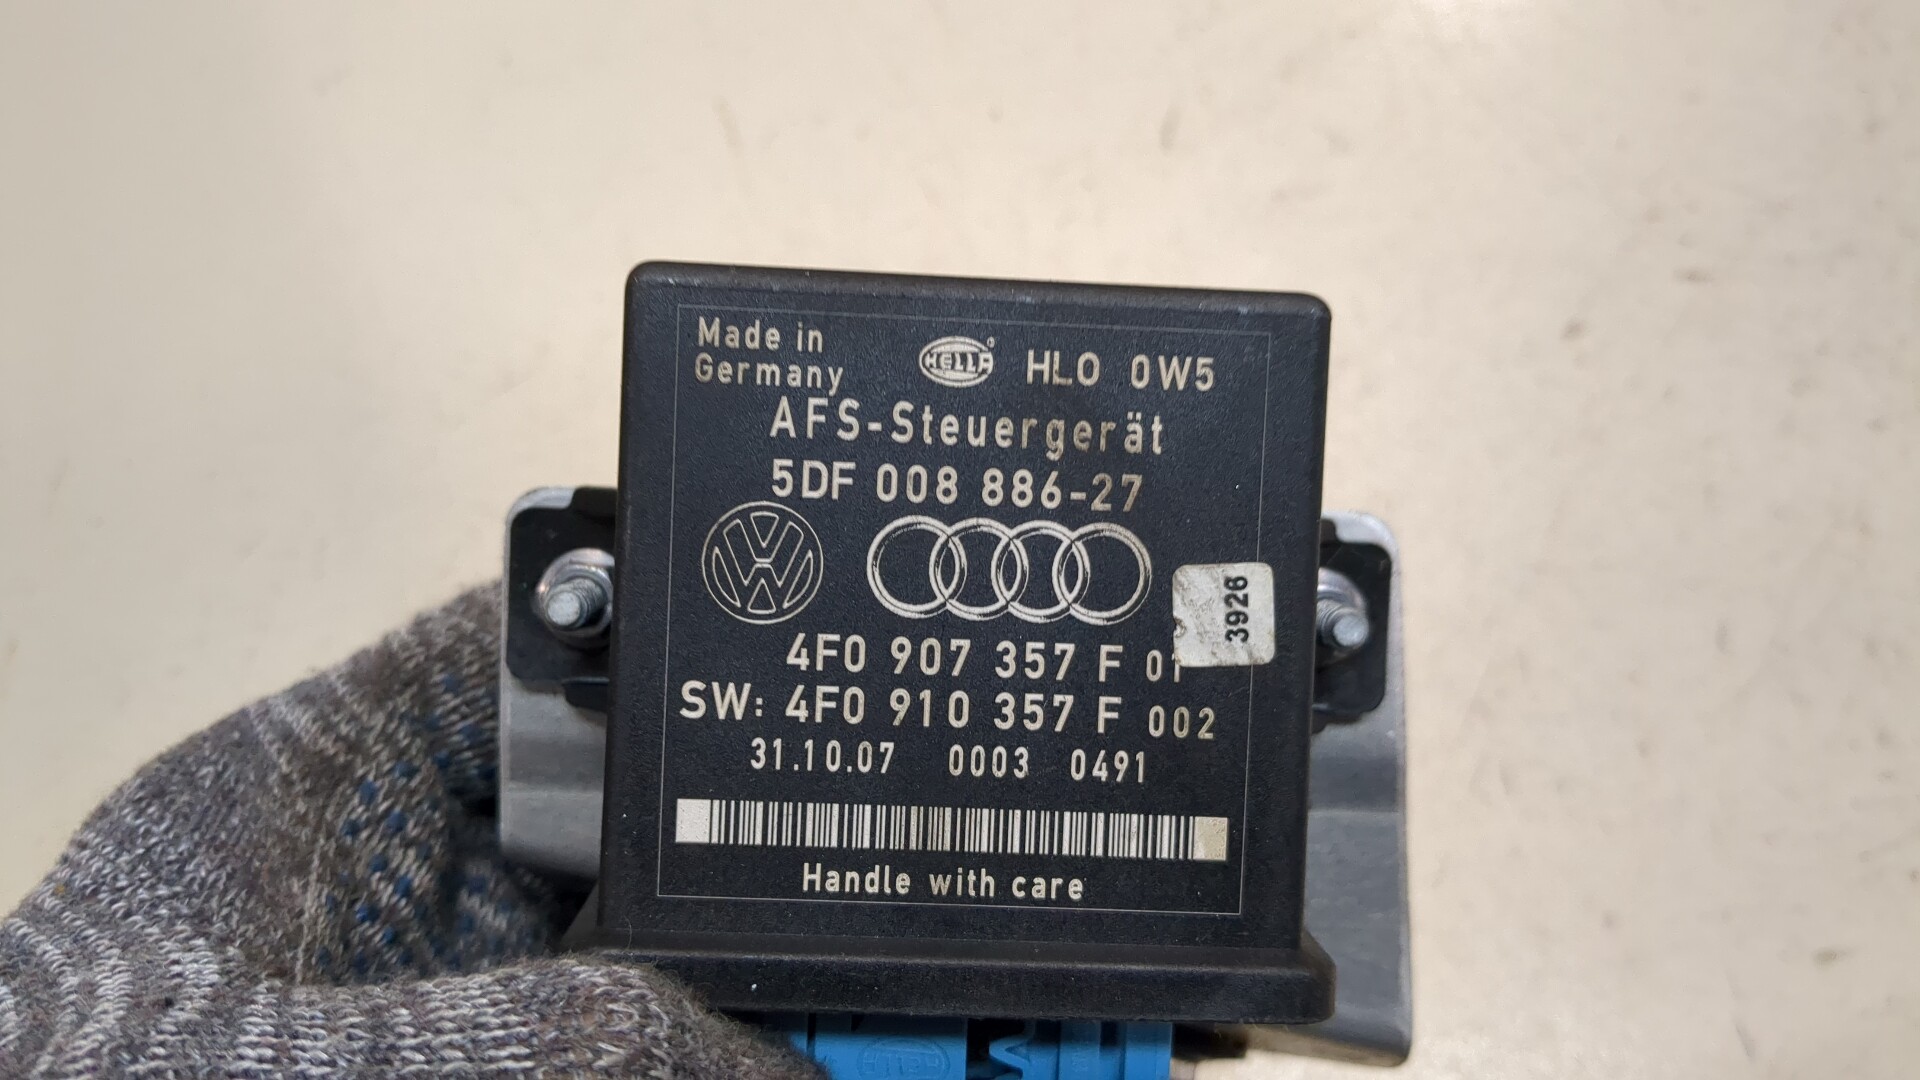 Made in
Germany
HELLA HLO 0W5
AFS-Steuergerät
5DF 008 886-27
3926
4F0 907 357 F 01
SW: 4F0 910 357 F 002
31.10.07 0003 0491
Handle with care